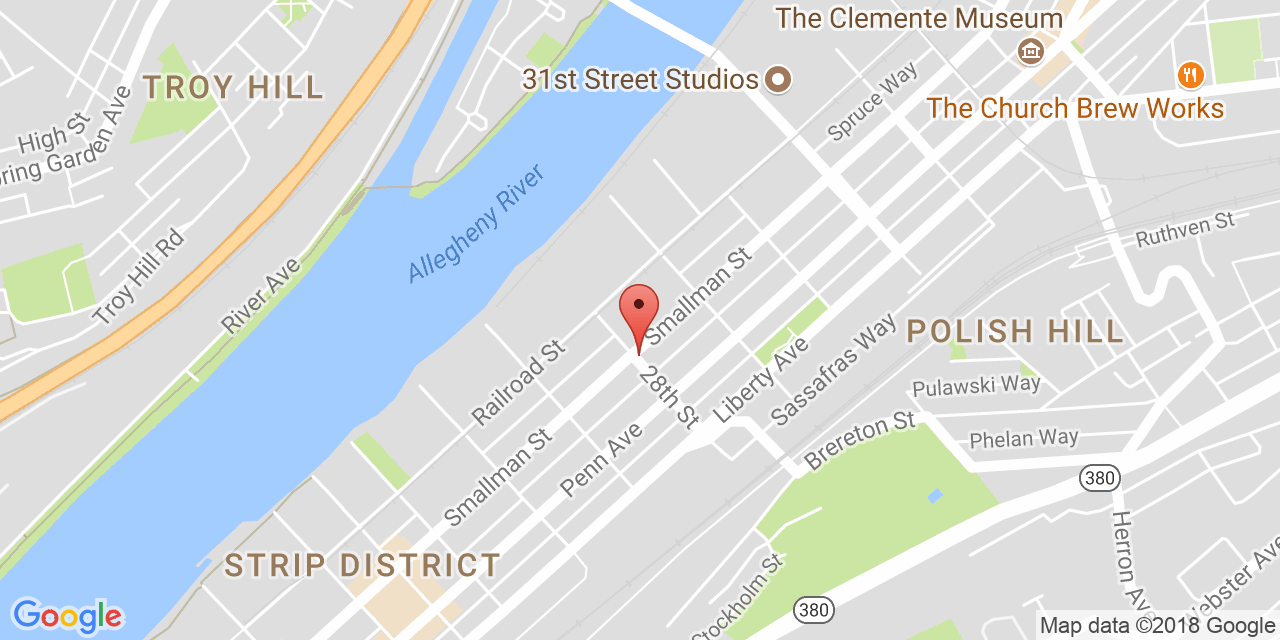 The Clemente Museum
31st Street Studios
TROY HILL
Spruce Way
The Church Brew Works
High St
Spring Garden Ave
Allegheny River
Ruthven St
Troy Hill Rd
River Ave
Smallman St
POLISH HILL
Railroad St
28th St
Liberty Ave
Sassafras Way
Pulawski Way
Brereton St
Phelan Way
Smallman St
Penn Ave
380
STRIP DISTRICT
Herron Ave
Webster Ave
Stockholm St
380
Google
Map data ©2018 Google